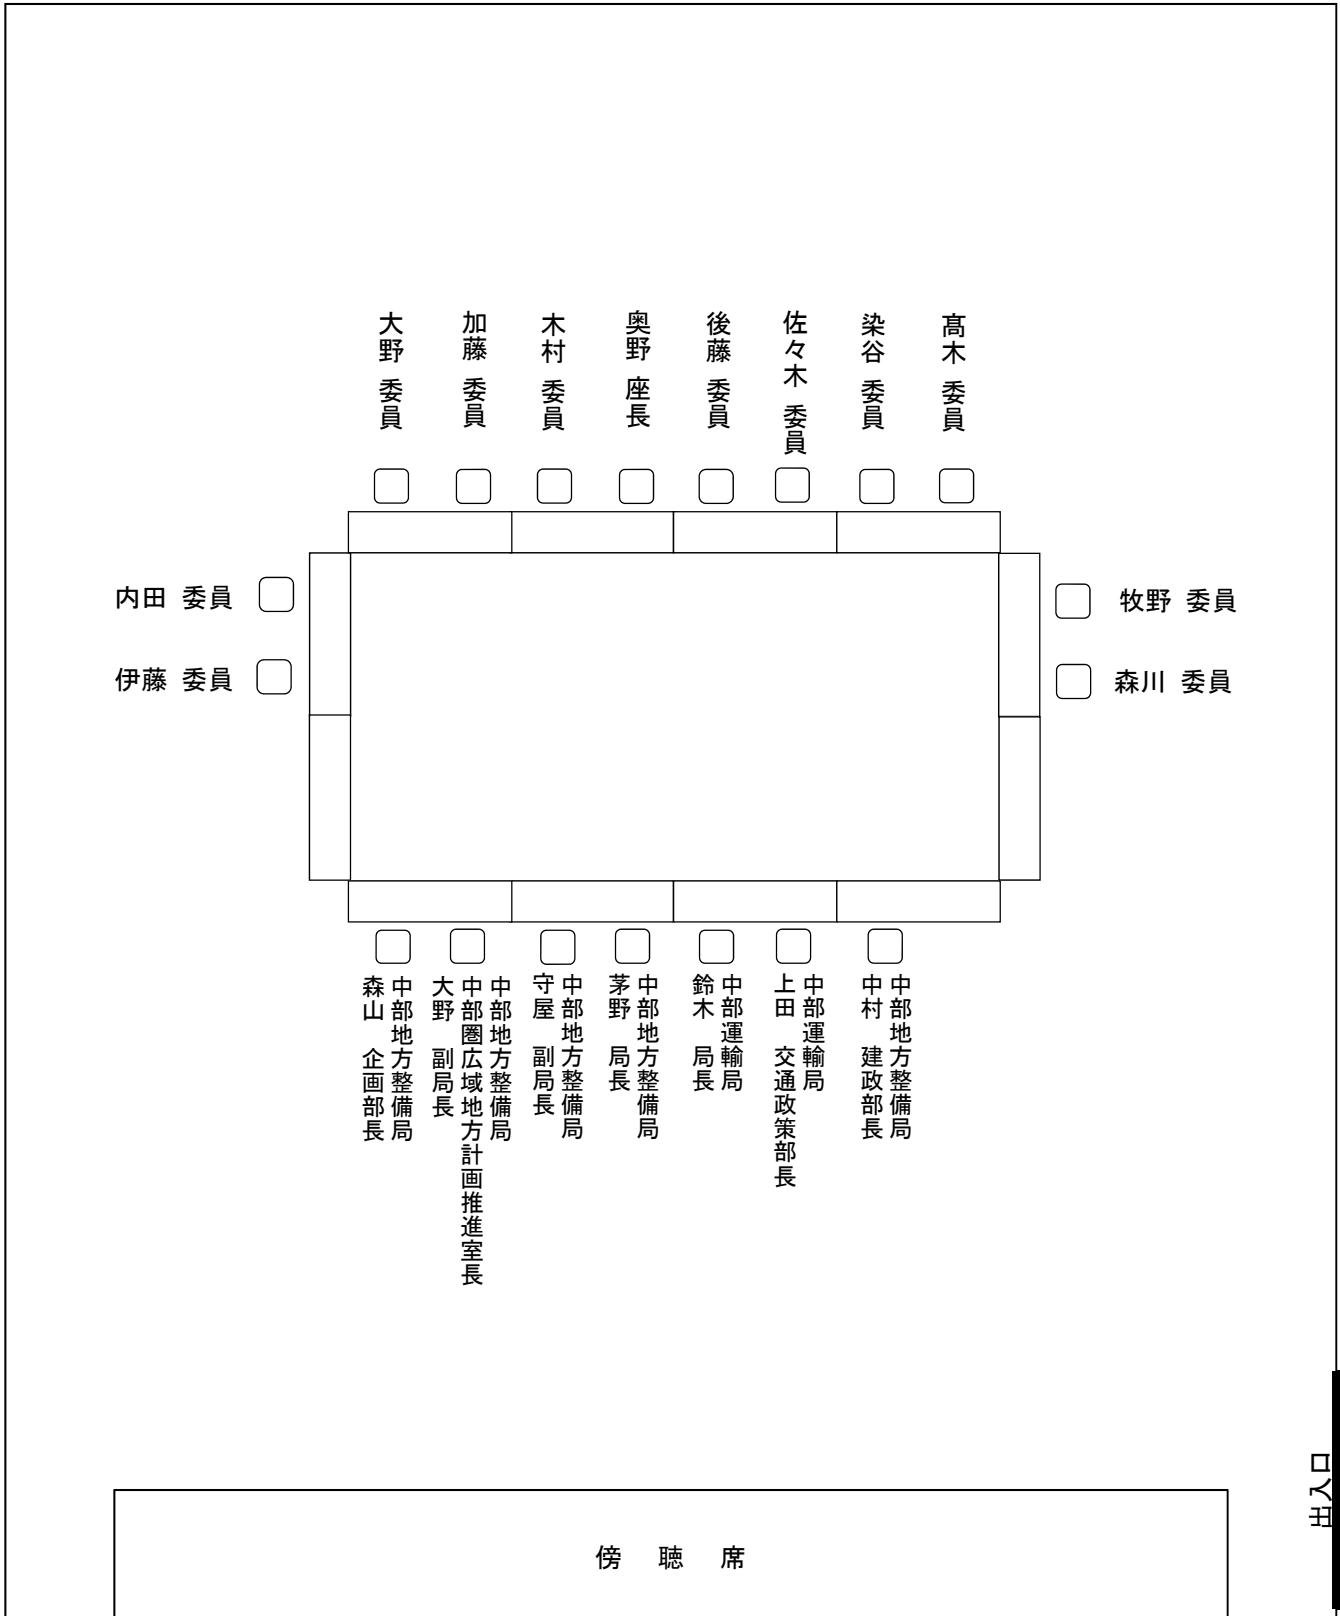 大野 委員
加藤 委員
木村 委員
奥野 座長
後藤 委員
佐々木 委員
染谷 委員
髙木 委員
内田 委員
伊藤 委員
牧野 委員
森川 委員
中部地方整備局
森山 企画部長
中部地方整備局
中部圏広域地方計画推進室長
大野 副局長
中部地方整備局
守屋 副局長
中部地方整備局
茅野 局長
中部運輸局
鈴木 局長
中部運輸局
上田 交通政策部長
中部地方整備局
中村 建政部長
出入口
傍 聴 席